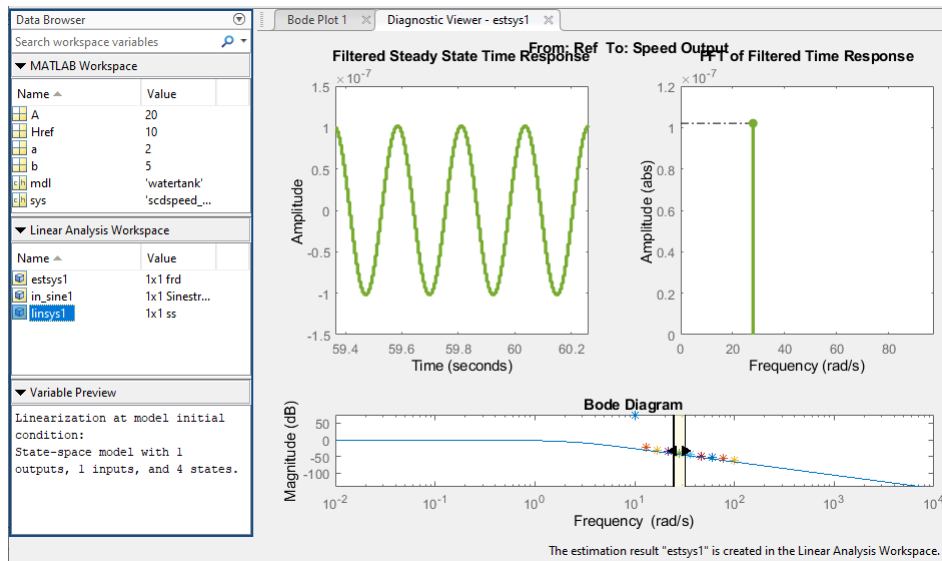 Data Browser
Search workspace variables
MATLAB Workspace
Name Value
A 20
Href 10
a 2
b 5
mdl 'watertank'
sys 'scdspeed_...
Linear Analysis Workspace
Name Value
estsys1 1x1 frd
in_sine1 1x1 Sinestr...
linsys1 1x1 ss
Variable Preview
Linearization at model initial
condition:
State-space model with 1
outputs, 1 inputs, and 4 states.
Bode Plot 1 Diagnostic Viewer - estsys1
From: Ref To: Speed Output
Filtered Steady State Time Response
×10⁻⁷
1.5
1
0.5
0
-0.5
-1
-1.5
Amplitude
59.4 59.6 59.8 60 60.2
Time (seconds)
FFT of Filtered Time Response
×10⁻⁷
1.2
1
0.8
0.6
0.4
0.2
0
Amplitude (abs)
0 20 40 60 80
Frequency (rad/s)
Bode Diagram
Magnitude (dB)
50
0
-50
-100
10⁻² 10⁻¹ 10⁰ 10¹ 10² 10³ 10⁴
Frequency (rad/s)
The estimation result "estsys1" is created in the Linear Analysis Workspace.